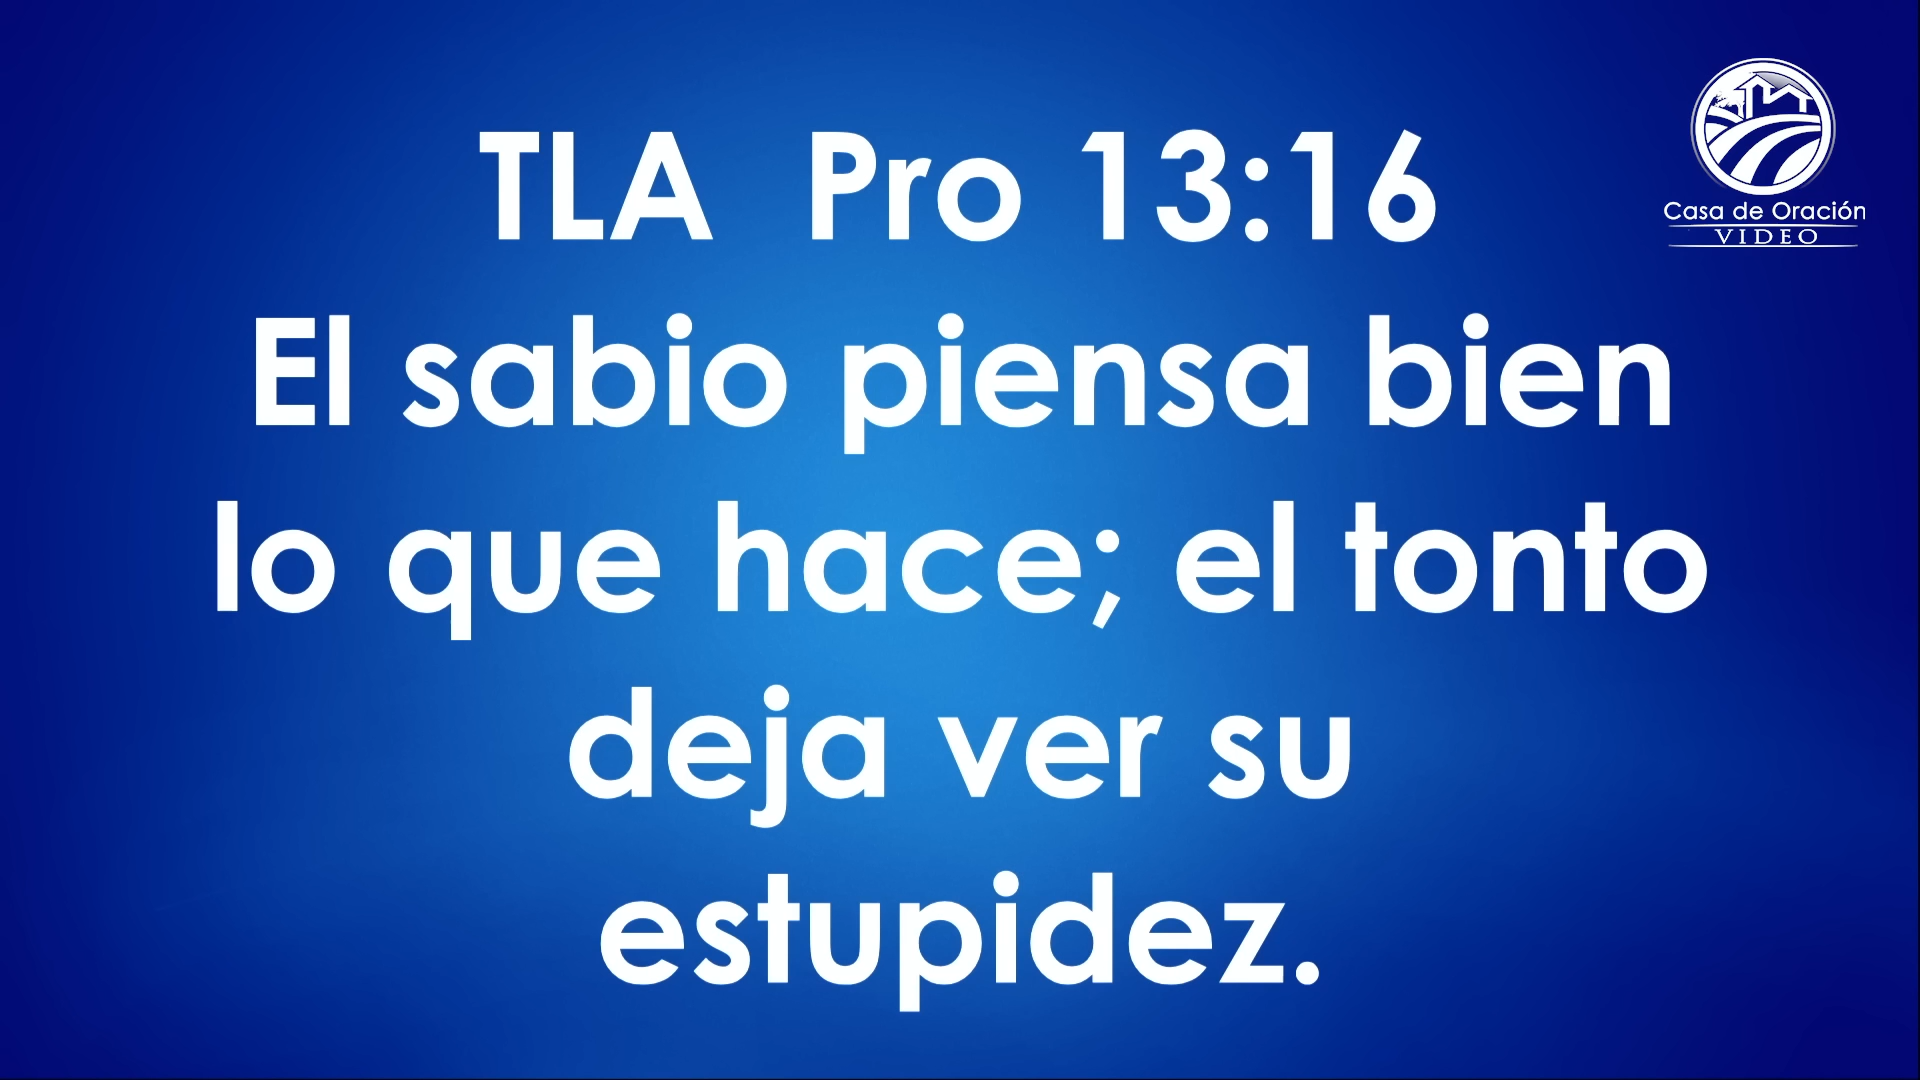 TLA  Pro 13:16
El sabio piensa bien
lo que hace; el tonto
deja ver su
estupidez.
Casa de Oración
VIDEO